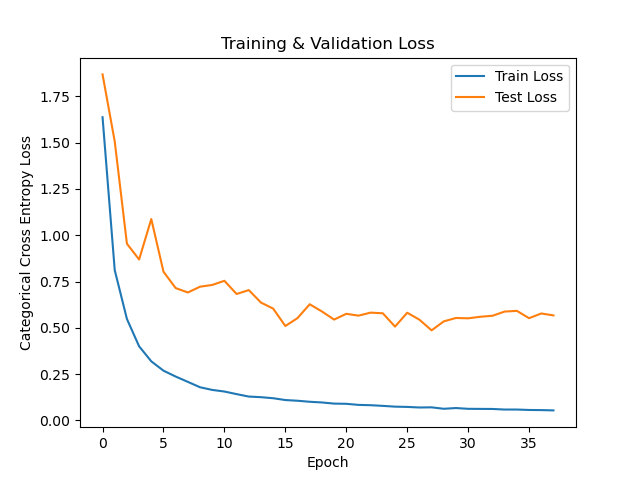 Training & Validation Loss
Train Loss
Test Loss
1.75
1.50
1.25
1.00
0.75
0.50
0.25
0.00
Categorical Cross Entropy Loss
0 5 10 15 20 25 30 35
Epoch